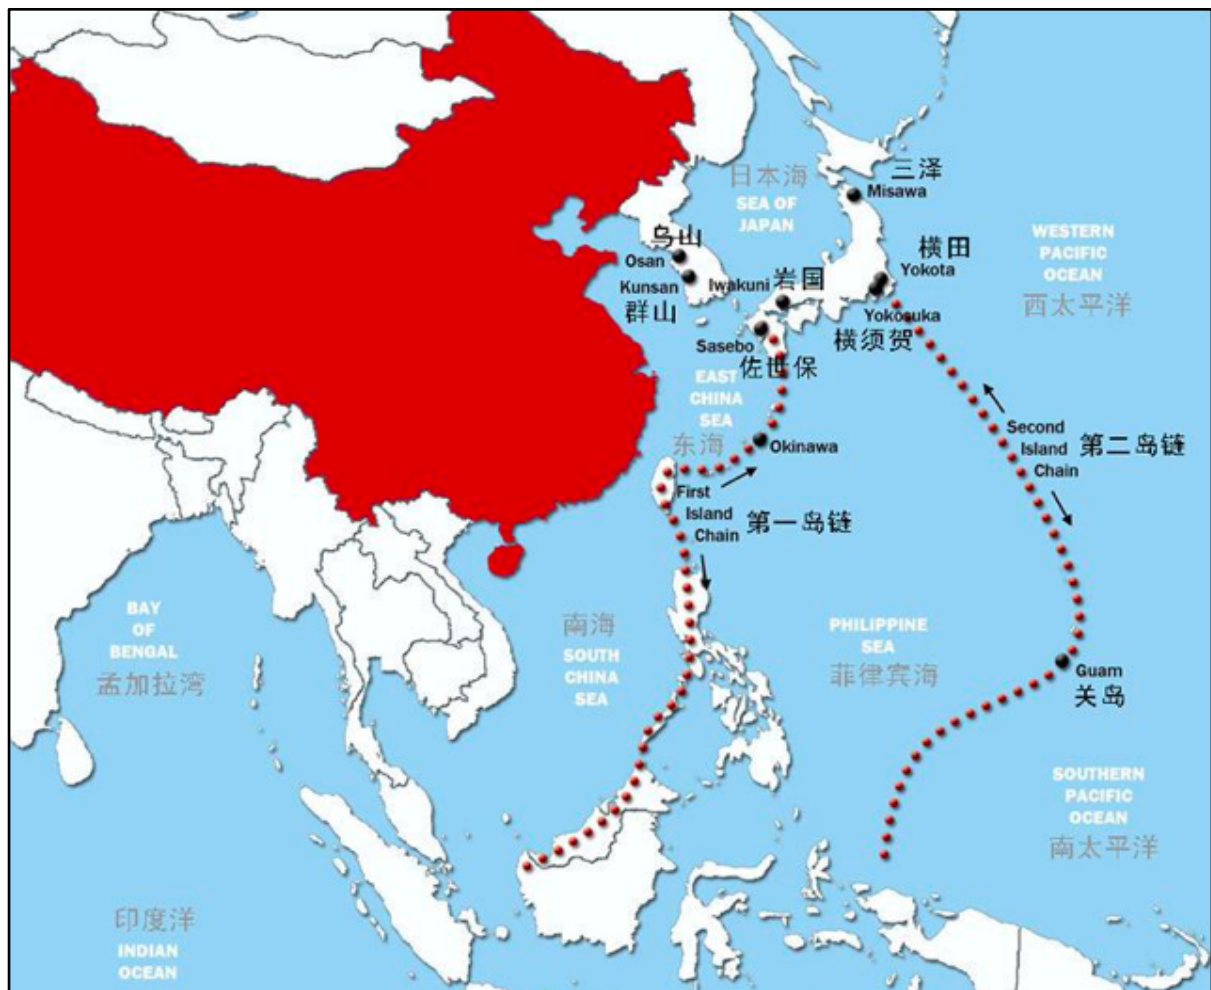 日本海
SEA OF
JAPAN
三泽
Misawa
乌山
Osan
Kunsan
群山
Iwakuni
岩国
横田
Yokota
Yokosuka
横须贺
Sasebo
佐世保
WESTERN
PACIFIC
OCEAN
西太平洋
EAST
CHINA
SEA
东海
Okinawa
Second
Island
Chain
第二岛链
First
Island
Chain
第一岛链
BAY
OF
BENGAL
孟加拉湾
南海
SOUTH
CHINA
SEA
PHILIPPINE
SEA
菲律宾海
Guam
关岛
SOUTHERN
PACIFIC
OCEAN
南太平洋
印度洋
INDIAN
OCEAN